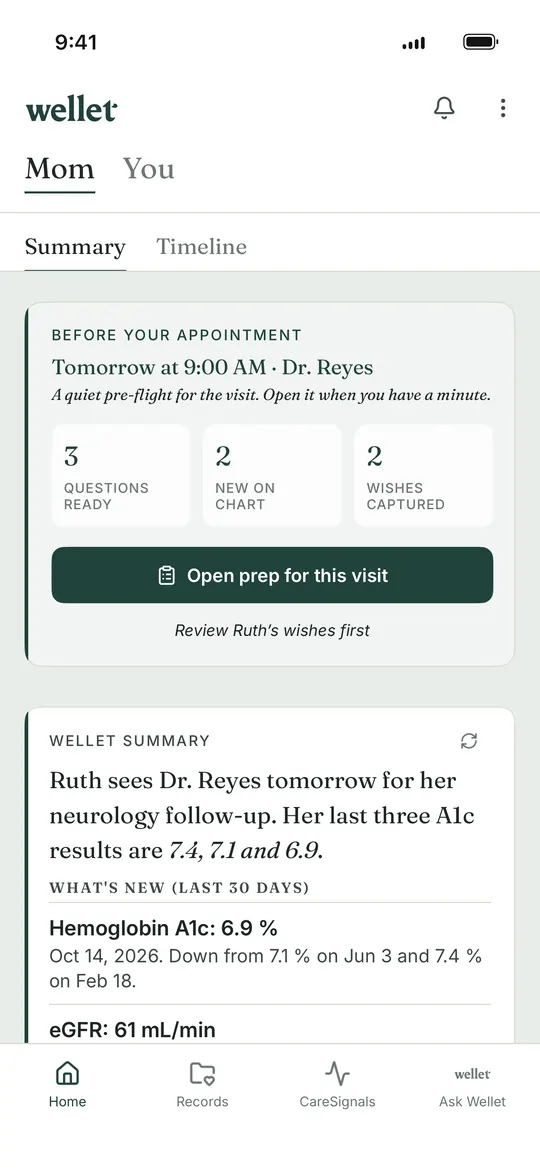 9:41
wellet
Mom You
Summary Timeline
BEFORE YOUR APPOINTMENT
Tomorrow at 9:00 AM · Dr. Reyes
A quiet pre-flight for the visit. Open it when you have a minute.
3 2 2
QUESTIONS NEW ON WISHES
READY CHART CAPTURED
Open prep for this visit
Review Ruth’s wishes first
WELLET SUMMARY
Ruth sees Dr. Reyes tomorrow for her
neurology follow-up. Her last three A1c
results are 7.4, 7.1 and 6.9.
WHAT'S NEW (LAST 30 DAYS)
Hemoglobin A1c: 6.9 %
Oct 14, 2026. Down from 7.1 % on Jun 3 and 7.4 %
on Feb 18.
eGFR: 61 mL/min
wellet
Home Records CareSignals Ask Wellet